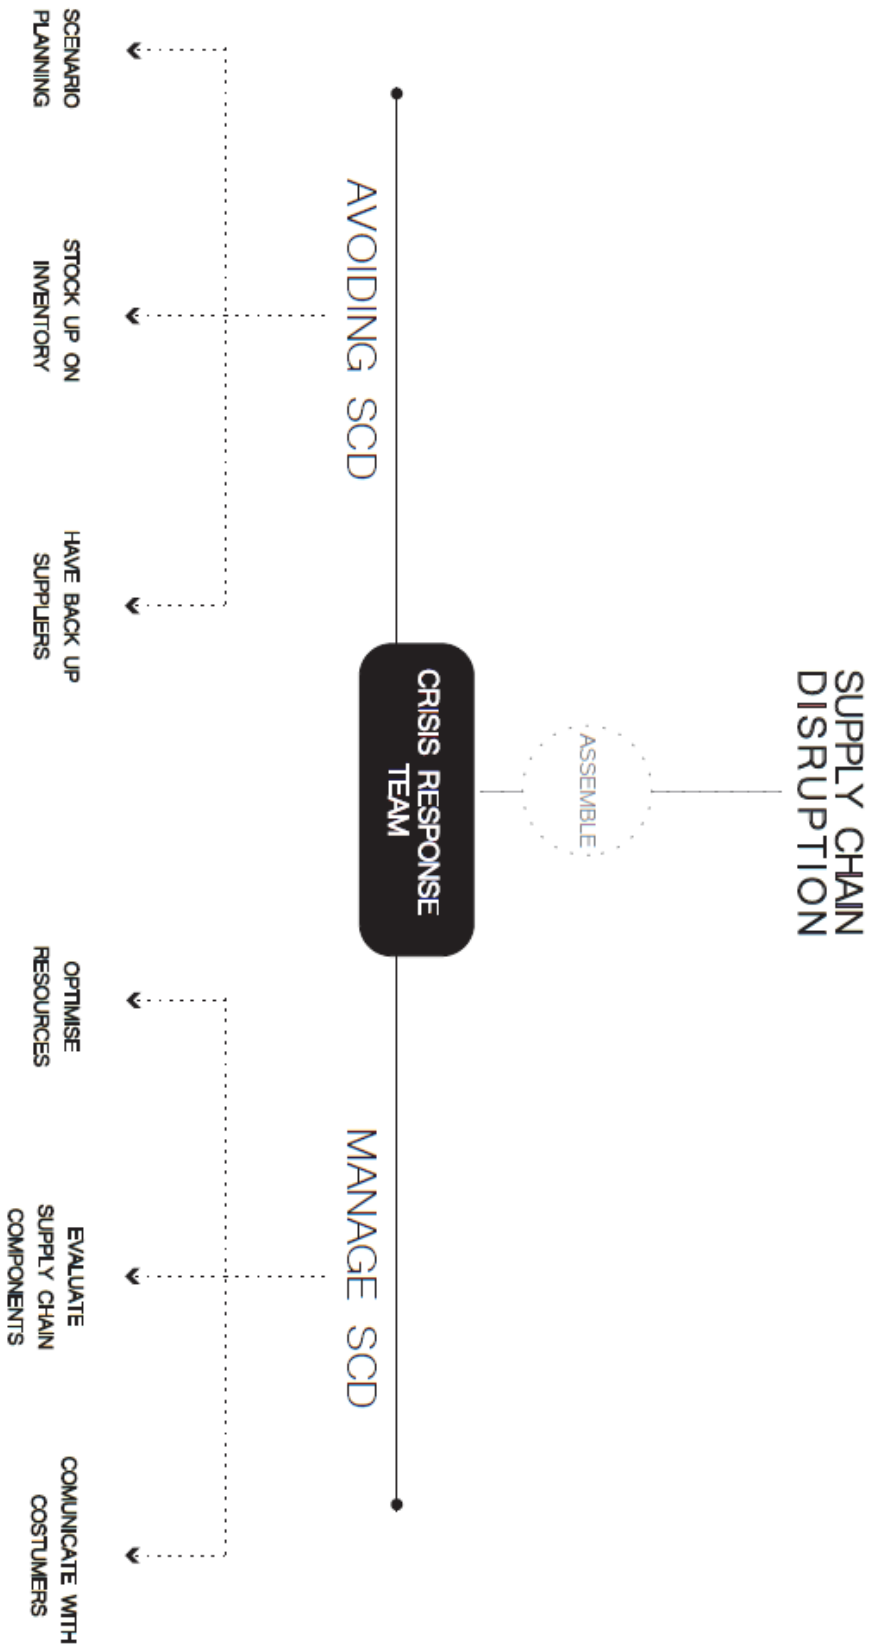 SUPPLY CHAIN
DISRUPTION
ASSEMBLE
CRISIS RESPONSE
TEAM
AVOIDING SCD
MANAGE SCD
SCENARIO
PLANNING
STOCK UP ON
INVENTORY
HAVE BACK UP
SUPPLIERS
OPTIMISE
RESOURCES
EVALUATE
SUPPLY CHAIN
COMPONENTS
COMUNICATE WITH
COSTUMERS